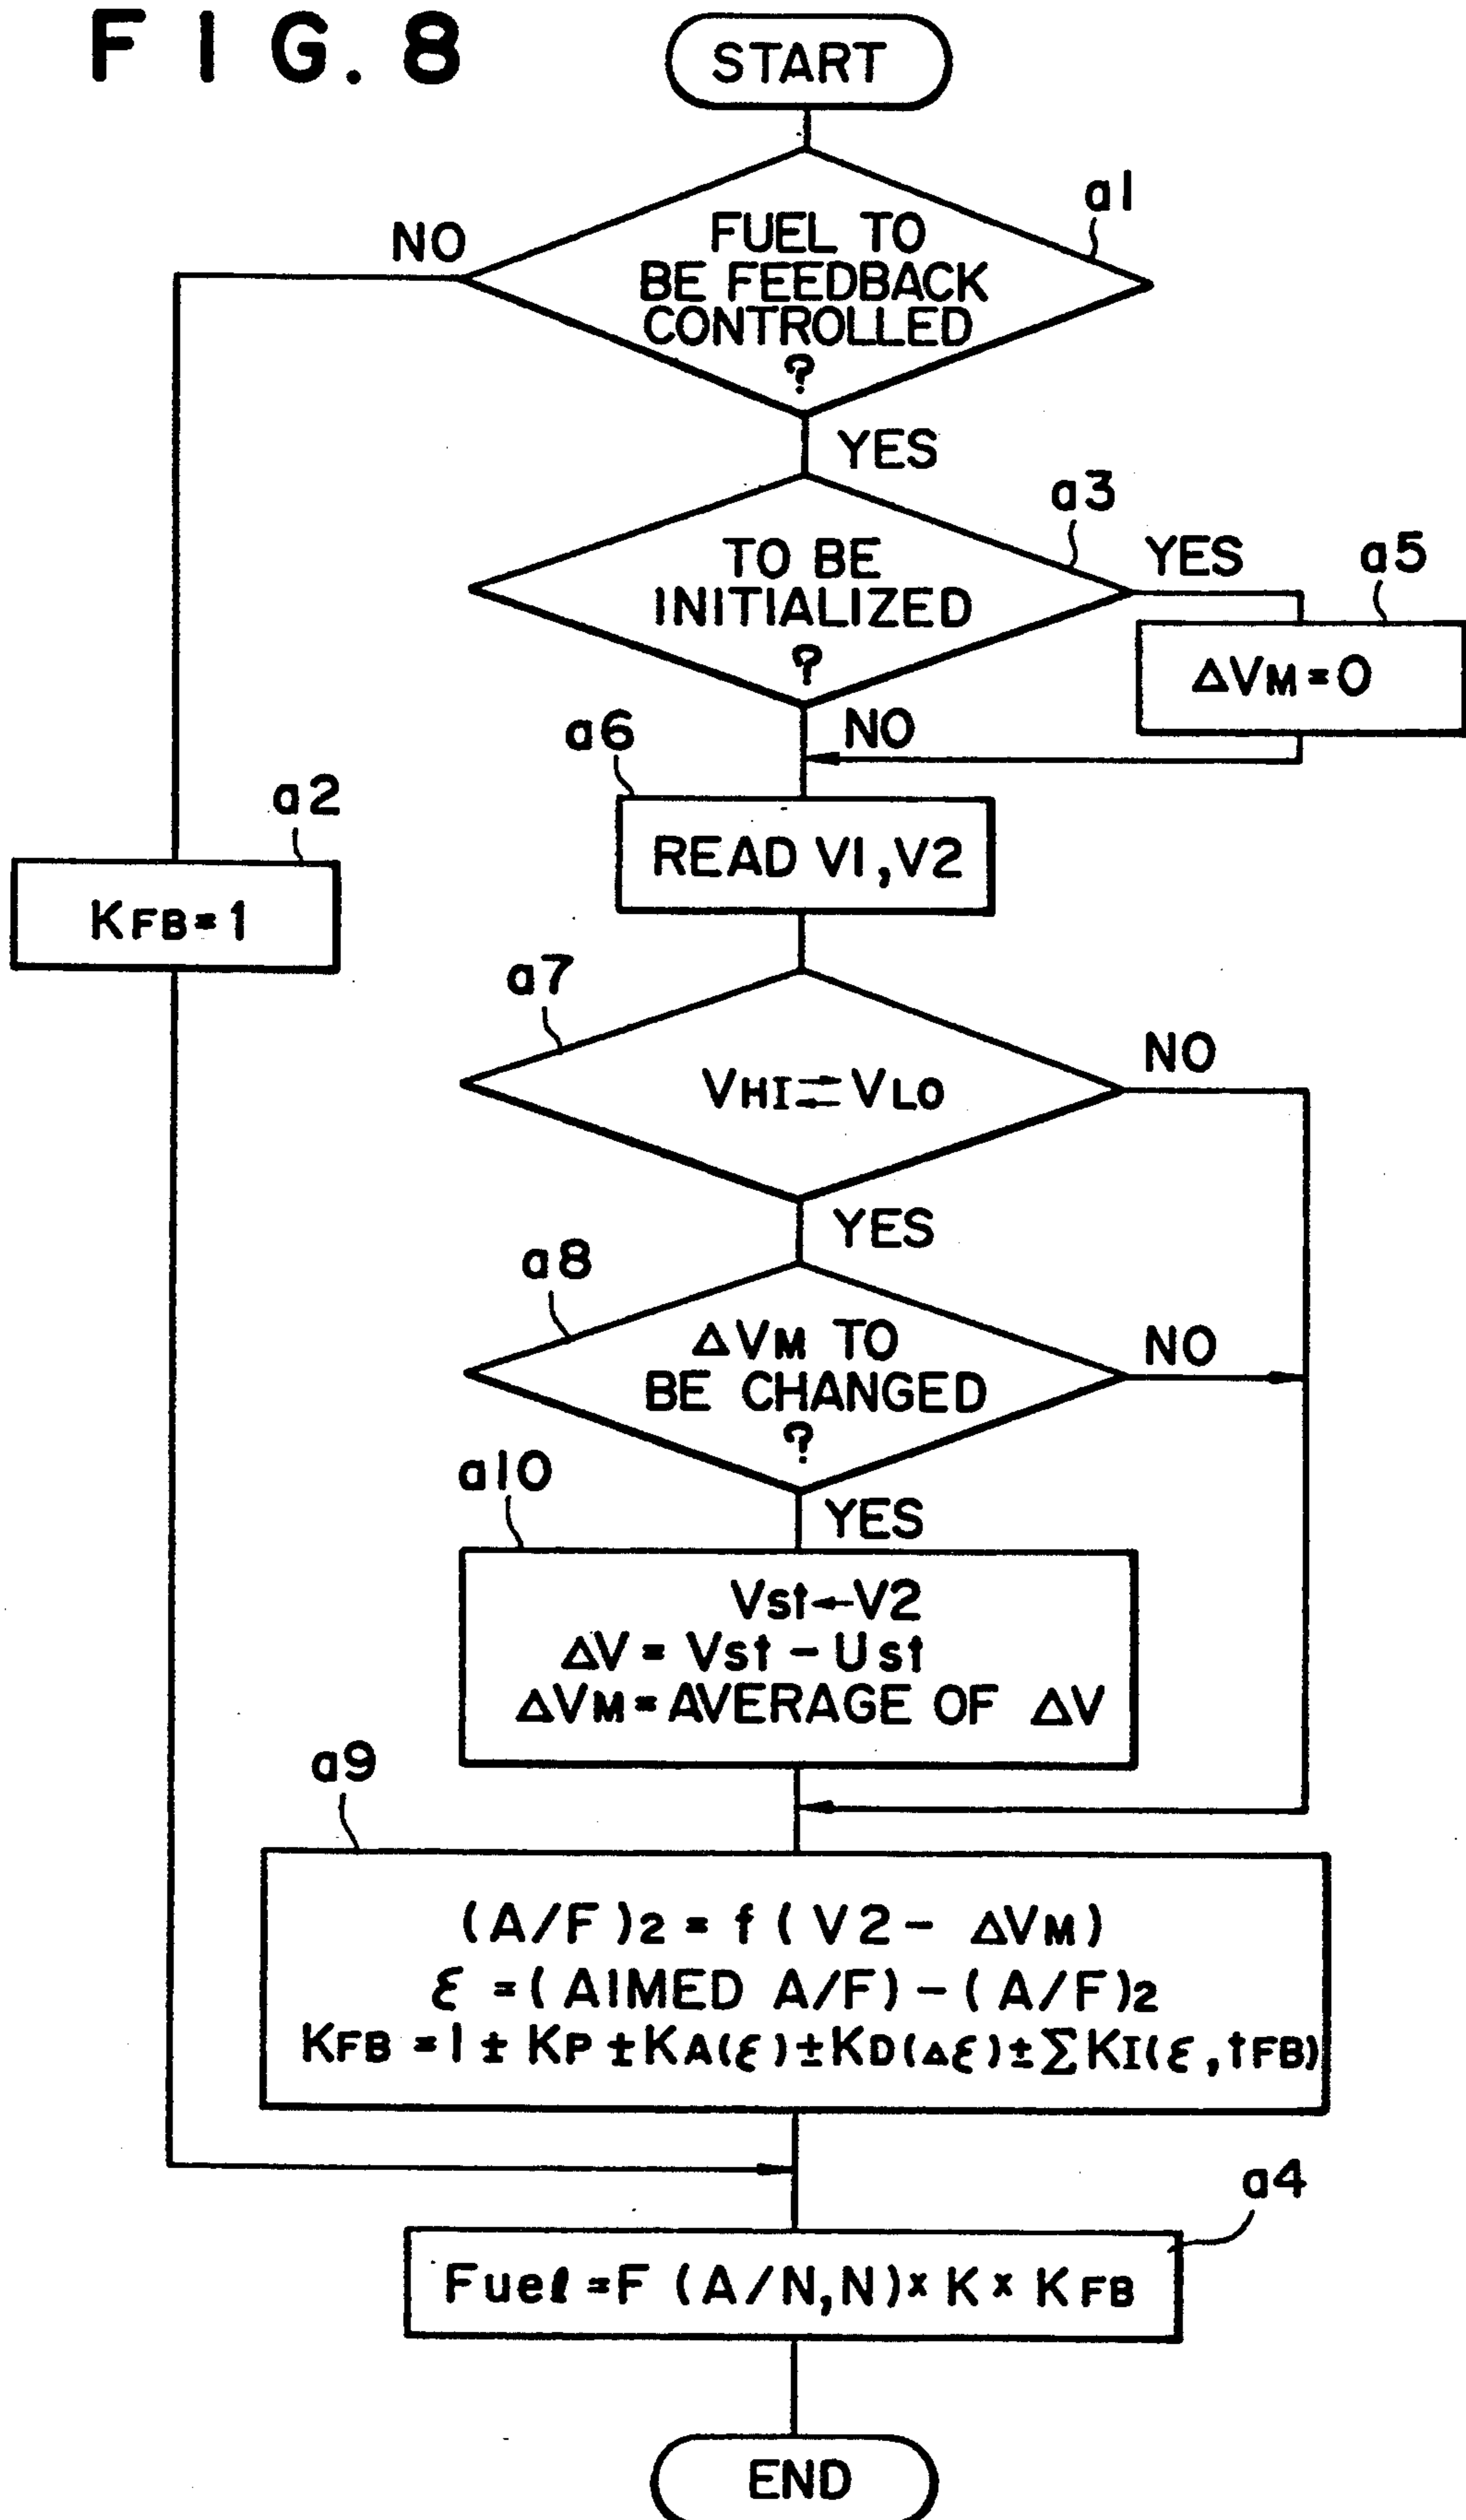 FIG. 8
START
a1
NO
FUEL TO
BE FEEDBACK
CONTROLLED
?
YES
a3
TO BE
INITIALIZED
?
YES
a5
ΔVM=0
NO
a6
a2
READ V1,V2
KFB=1
a7
VHI⇄VLO
NO
YES
a8
ΔVM TO
BE CHANGED
?
NO
a10
YES
Vst←V2
ΔV=Vst-Ust
ΔVM=AVERAGE OF ΔV
a9
(A/F)2=f(V2-ΔVM)
ε=(AIMED A/F)-(A/F)2
KFB=1±KP±KA(ε)±KD(Δε)±ΣKI(ε,tFB)
a4
Fuel=F(A/N,N)×K×KFB
END